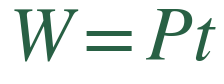 W = Pt